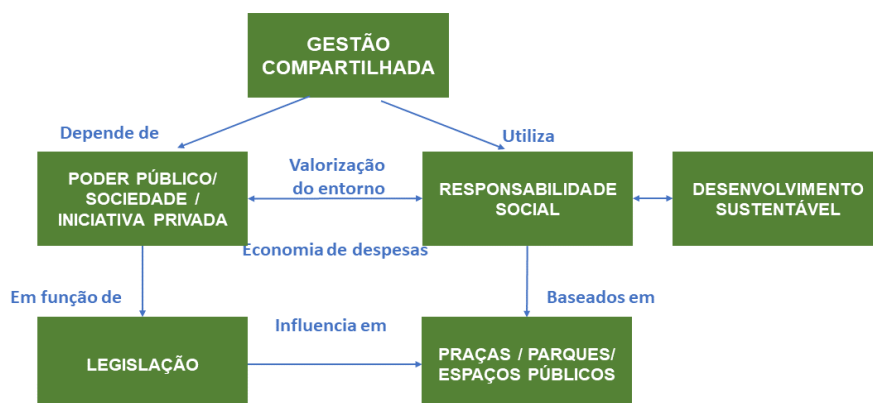 GESTÃO
COMPARTILHADA
Depende de
Utiliza
PODER PÚBLICO/
SOCIEDADE /
INICIATIVA PRIVADA
Valorização
do entorno
RESPONSABILIDADE
SOCIAL
DESENVOLVIMENTO
SUSTENTÁVEL
Economia de despesas
Em função de
Baseados em
LEGISLAÇÃO
Influencia em
PRAÇAS / PARQUES/
ESPAÇOS PÚBLICOS